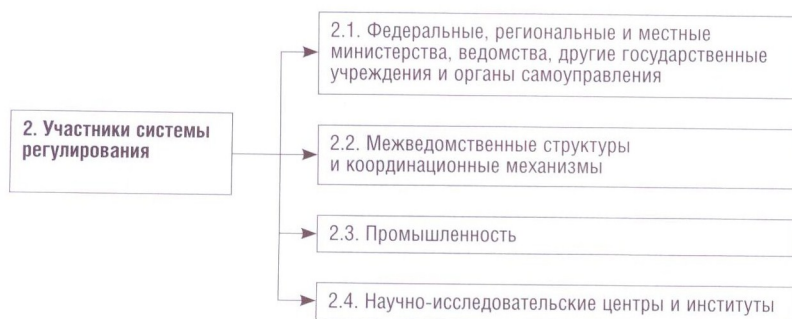 2.1. Федеральные, региональные и местные
министерства, ведомства, другие государственные
учреждения и органы самоуправления
2. Участники системы
регулирования
2.2. Межведомственные структуры
и координационные механизмы
2.3. Промышленность
2.4. Научно-исследовательские центры и институты